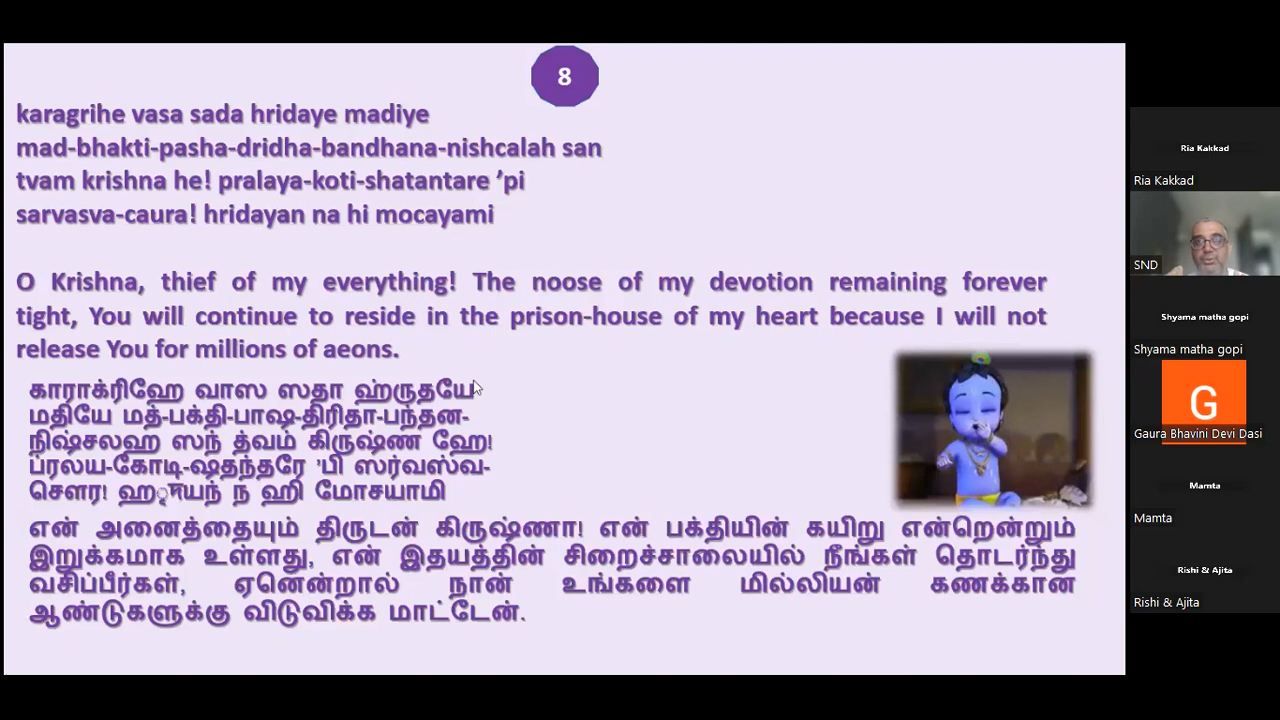 8
karagrihe vasa sada hridaye madiye
mad-bhakti-pasha-dridha-bandhana-nishcalah san
tvam krishna he! pralaya-koti-shatantare ’pi
sarvasva-caura! hridayan na hi mocayami
O Krishna, thief of my everything! The noose of my devotion remaining forever
tight, You will continue to reside in the prison-house of my heart because I will not
release You for millions of aeons.
காராக்ரிஹே வாஸ ஸதா ஹ்ருதயே
மதியே மத்-பக்தி-பாஷ-திரிதா-பந்தன-
நிஷ்சலஹ ஸந் த்வம் கிருஷ்ண ஹே!
ப்ரலய-கோடி-ஷதந்தரே ’பி ஸர்வஸ்வ-
சௌர! ந ஹி மோசயாமி
என் அனைத்தையும் திருடன் கிருஷ்ணா! என் பக்தியின் கயிறு என்றென்றும்
இறுக்கமாக உள்ளது, என் இதயத்தின் சிறைச்சாலையில் நீங்கள் தொடர்ந்து
வசிப்பீர்கள், ஏனென்றால் நான் உங்களை மில்லியன் கணக்கான
ஆண்டுகளுக்கு விடுவிக்க மாட்டேன்.
Ria Kakkad
Ria Kakkad
SND
Shyama matha gopi
Shyama matha gopi
G
Gaura Bhavini Devi Dasi
Mamta
Mamta
Rishi & Ajita
Rishi & Ajita